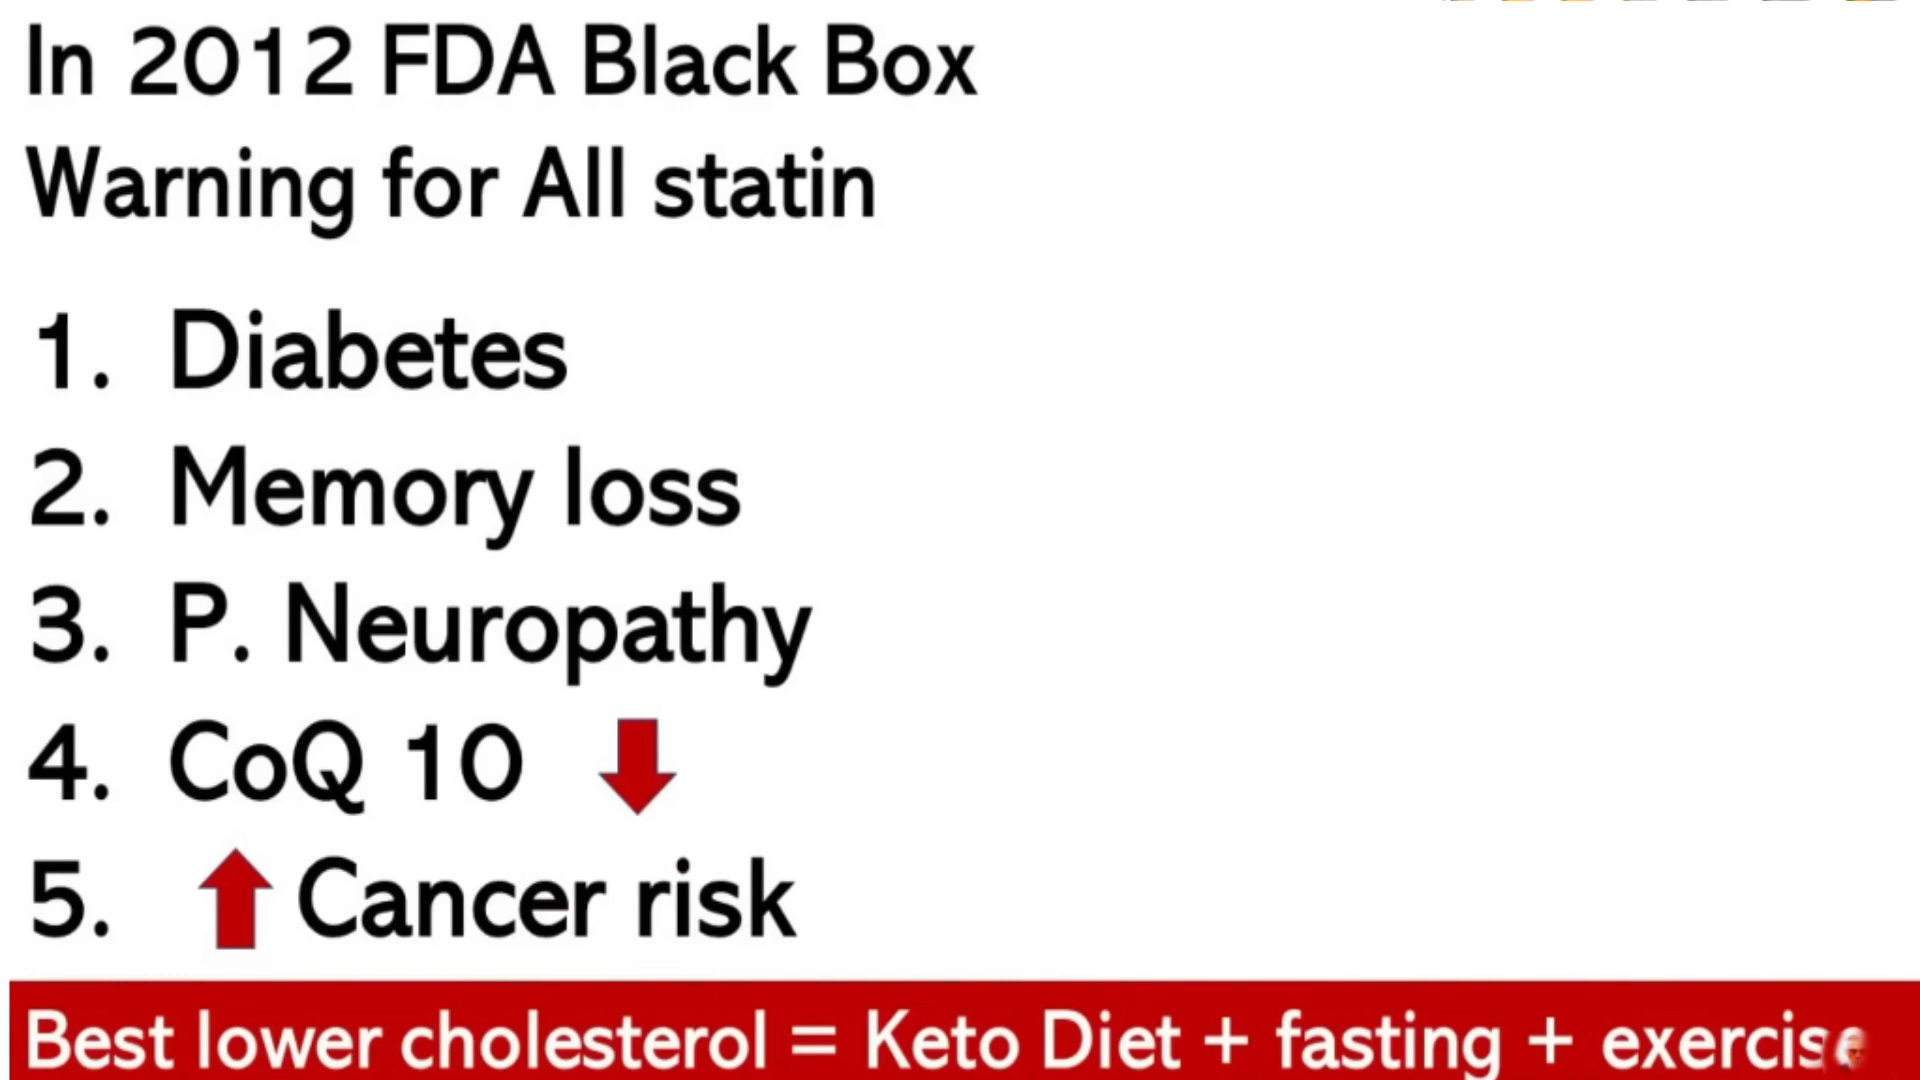 In 2012 FDA Black Box
Warning for All statin
1. Diabetes
2. Memory loss
3. P. Neuropathy
4. CoQ 10
5. Cancer risk
Best lower cholesterol = Keto Diet + fasting + exercise